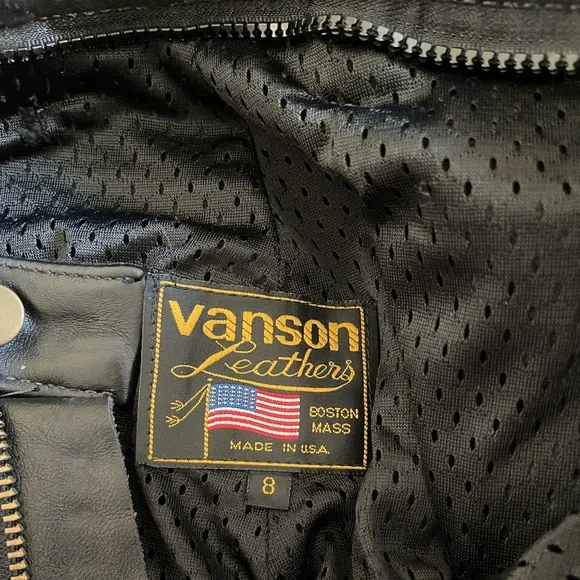 vanson
Leathers
BOSTON
MASS
MADE IN U.S.A.
8